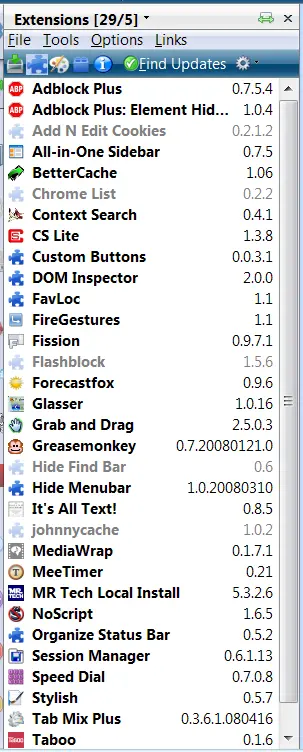 Extensions [29/5]
File Tools Options Links
Find Updates
Adblock Plus 0.7.5.4
Adblock Plus: Element Hid... 1.0.4
Add N Edit Cookies 0.2.1.2
All-in-One Sidebar 0.7.5
BetterCache 1.06
Chrome List 0.2.2
Context Search 0.4.1
CS Lite 1.3.8
Custom Buttons 0.0.3.1
DOM Inspector 2.0.0
FavLoc 1.1
FireGestures 1.1
Fission 0.9.7.1
Flashblock 1.5.6
Forecastfox 0.9.6
Glasser 1.0.16
Grab and Drag 2.5.0.3
Greasemonkey 0.7.20080121.0
Hide Find Bar 0.6
Hide Menubar 1.0.20080310
It's All Text! 0.8.5
johnnycache 1.0.2
MediaWrap 0.1.7.1
MeeTimer 0.21
MR Tech Local Install 5.3.2.6
NoScript 1.6.5
Organize Status Bar 0.5.2
Session Manager 0.6.1.13
Speed Dial 0.7.0.8
Stylish 0.5.7
Tab Mix Plus 0.3.6.1.080416
Taboo 0.1.6